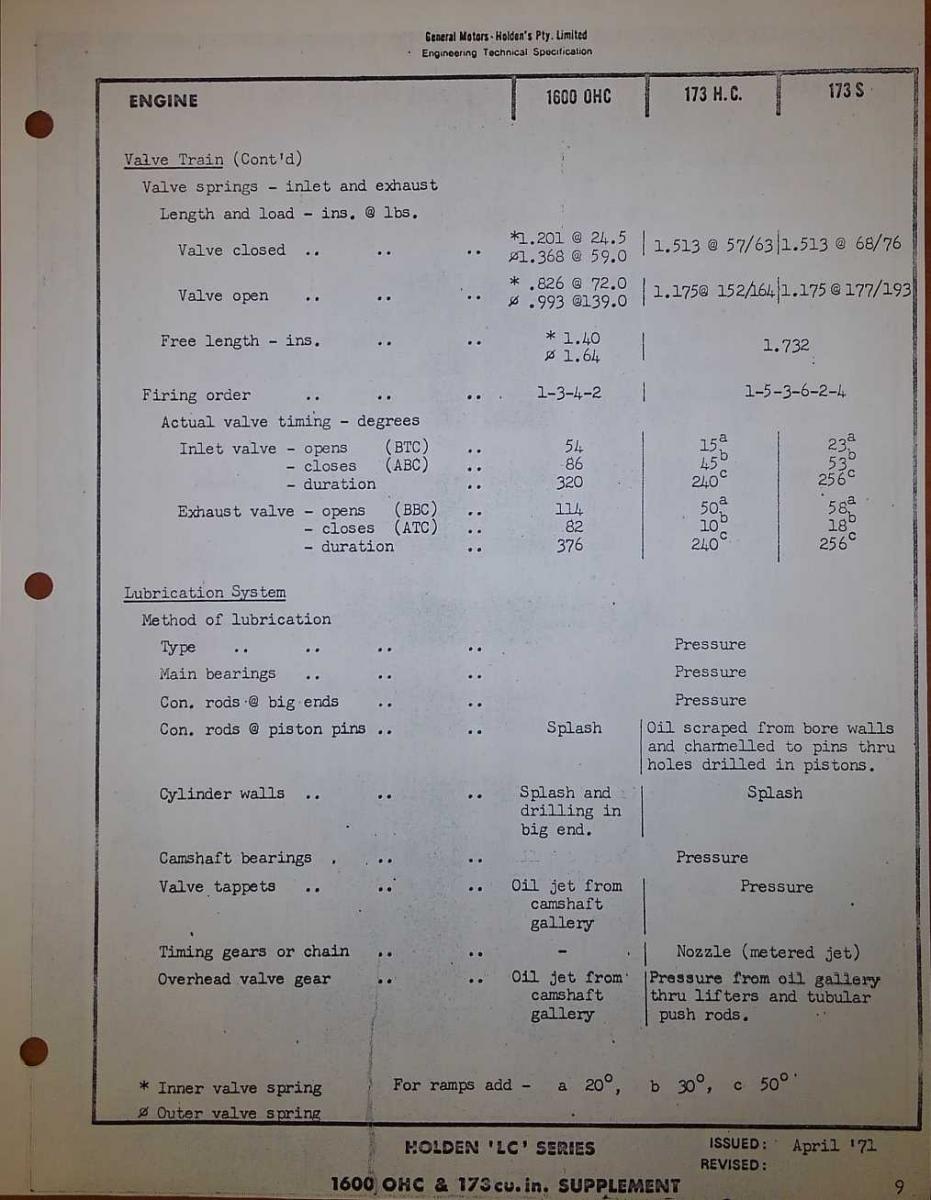 General Motors - Holden's Pty. Limited
Engineering Technical Specification
ENGINE 1600 OHC 173 H.C. 173 S
Valve Train (Cont'd)
Valve springs - inlet and exhaust
Length and load - ins. @ lbs.
*1.201 @ 24.5
Valve closed .. .. .. 1.513 @ 57/63 1.513 @ 68/76
ø1.368 @ 59.0
* .826 @ 72.0
Valve open .. .. .. 1.175@ 152/164 1.175 @ 177/193
ø .993 @139.0
Free length - ins. .. .. * 1.40 1.732
ø 1.64
Firing order .. .. .. 1-3-4-2 1-5-3-6-2-4
Actual valve timing - degrees
Inlet valve - opens (BTC) .. 54 15a 23a
- closes (ABC) .. 86 45b 53b
- duration .. 320 240c 256c
Exhaust valve - opens (BBC) .. 114 50a 58a
- closes (ATC) .. 82 10b 18b
- duration .. 376 240c 256c
Lubrication System
Method of lubrication
Type .. .. .. .. Pressure
Main bearings .. .. .. Pressure
Con. rods @ big ends .. .. Pressure
Con. rods @ piston pins .. .. Splash Oil scraped from bore walls
and channelled to pins thru
holes drilled in pistons.
Cylinder walls .. .. .. Splash and Splash
drilling in
big end.
Camshaft bearings . .. .. Pressure
Valve tappets .. .. .. Oil jet from Pressure
camshaft
gallery
Timing gears or chain .. .. - Nozzle (metered jet)
Overhead valve gear .. .. Oil jet from Pressure from oil gallery
camshaft thru lifters and tubular
gallery push rods.
* Inner valve spring For ramps add - a 20°, b 30°, c 50°
ø Outer valve spring
HOLDEN 'LC' SERIES ISSUED: April '71
REVISED:
1600 OHC & 173cu.in. SUPPLEMENT 9